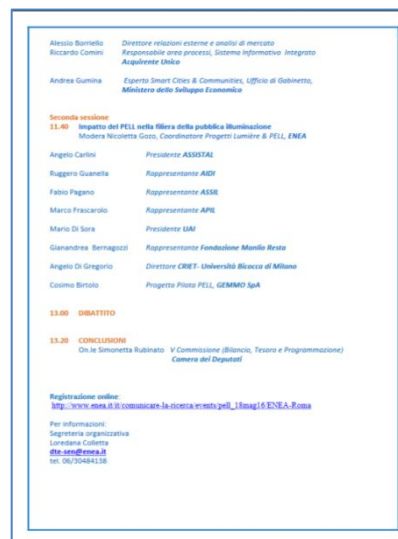 Alessio Borriello Direttore relazioni esterne e analisi di mercato
Riccardo Comini Responsabile area processi, Sistema Informativo Integrato
Acquirente Unico
Andrea Gumina Esperto Smart Cities & Communities, Ufficio di Gabinetto,
Ministero dello Sviluppo Economico
Seconda sessione
11.40 Impatto del PELL nella filiera della pubblica illuminazione
Modera Nicoletta Gozo, Coordinatore Progetti Lumière & PELL, ENEA
Angelo Carlini Presidente ASSISTAL
Ruggero Guanella Rappresentante AIDI
Fabio Pagano Rappresentante ASSIL
Marco Frascarolo Rappresentante APIL
Mario Di Sora Presidente UAI
Gianandrea Bernagozzi Rappresentante Fondazione Manlio Resta
Angelo Di Gregorio Direttore CRIET- Università Bicocca di Milano
Cosimo Birtolo Progetto Pilota PELL, GEMMO SpA
13.00 DIBATTITO
13.20 CONCLUSIONI
On.le Simonetta Rubinato V Commissione (Bilancio, Tesoro e Programmazione)
Camera dei Deputati
Registrazione online:
http://www.enea.it/it/comunicare-la-ricerca/events/pell_18mag16/ENEA-Roma
Per informazioni:
Segreteria organizzativa
Loredana Colletta
dte-sen@enea.it
tel. 06/30484138